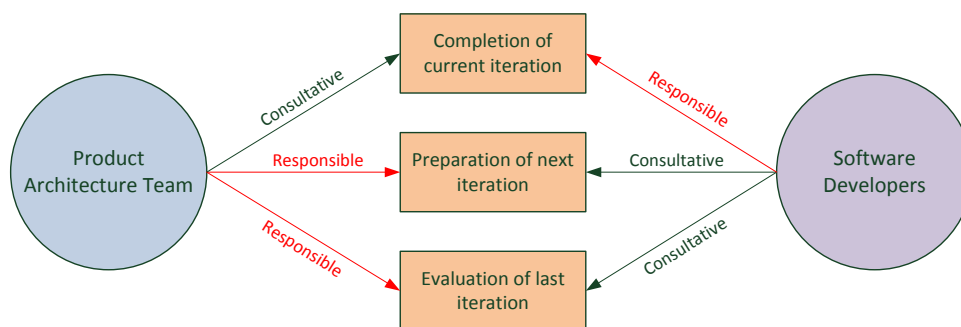 Completion of
current iteration
Consultative
Responsible
Product
Architecture Team
Responsible
Preparation of next
iteration
Consultative
Software
Developers
Responsible
Consultative
Evaluation of last
iteration